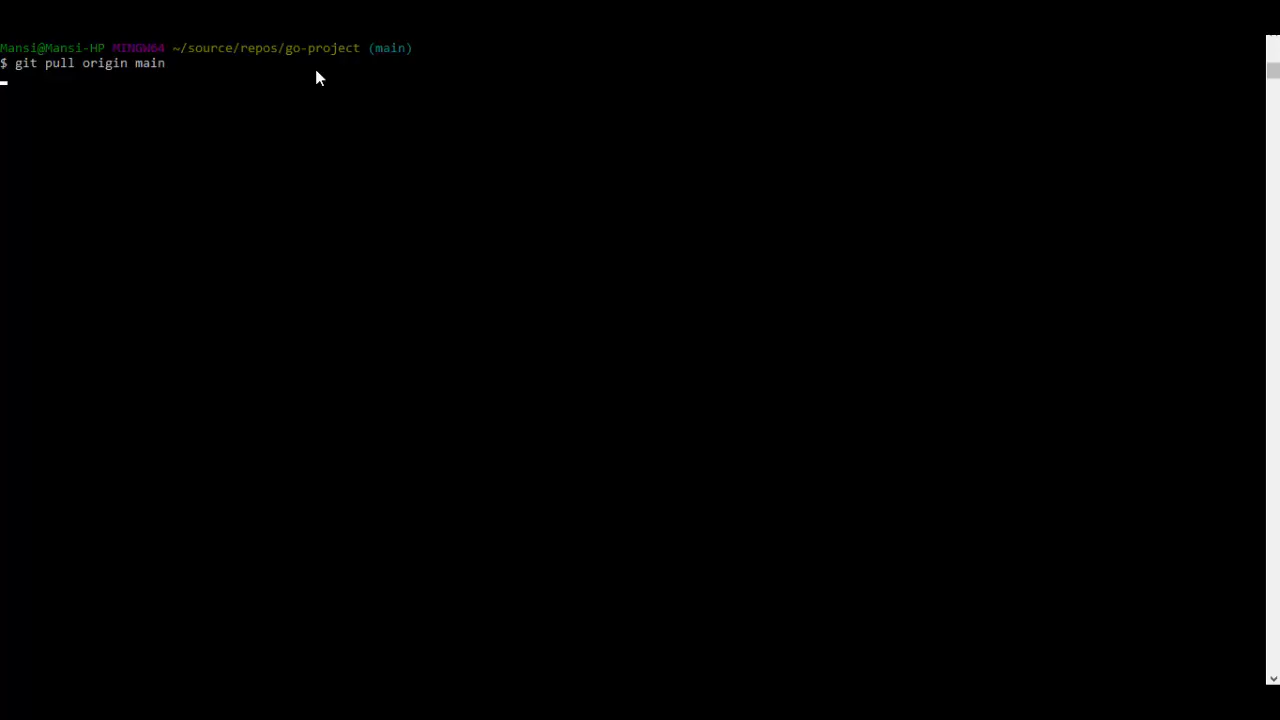 Mansi@Mansi-HP MINGW64 ~/source/repos/go-project (main)
$ git pull origin main